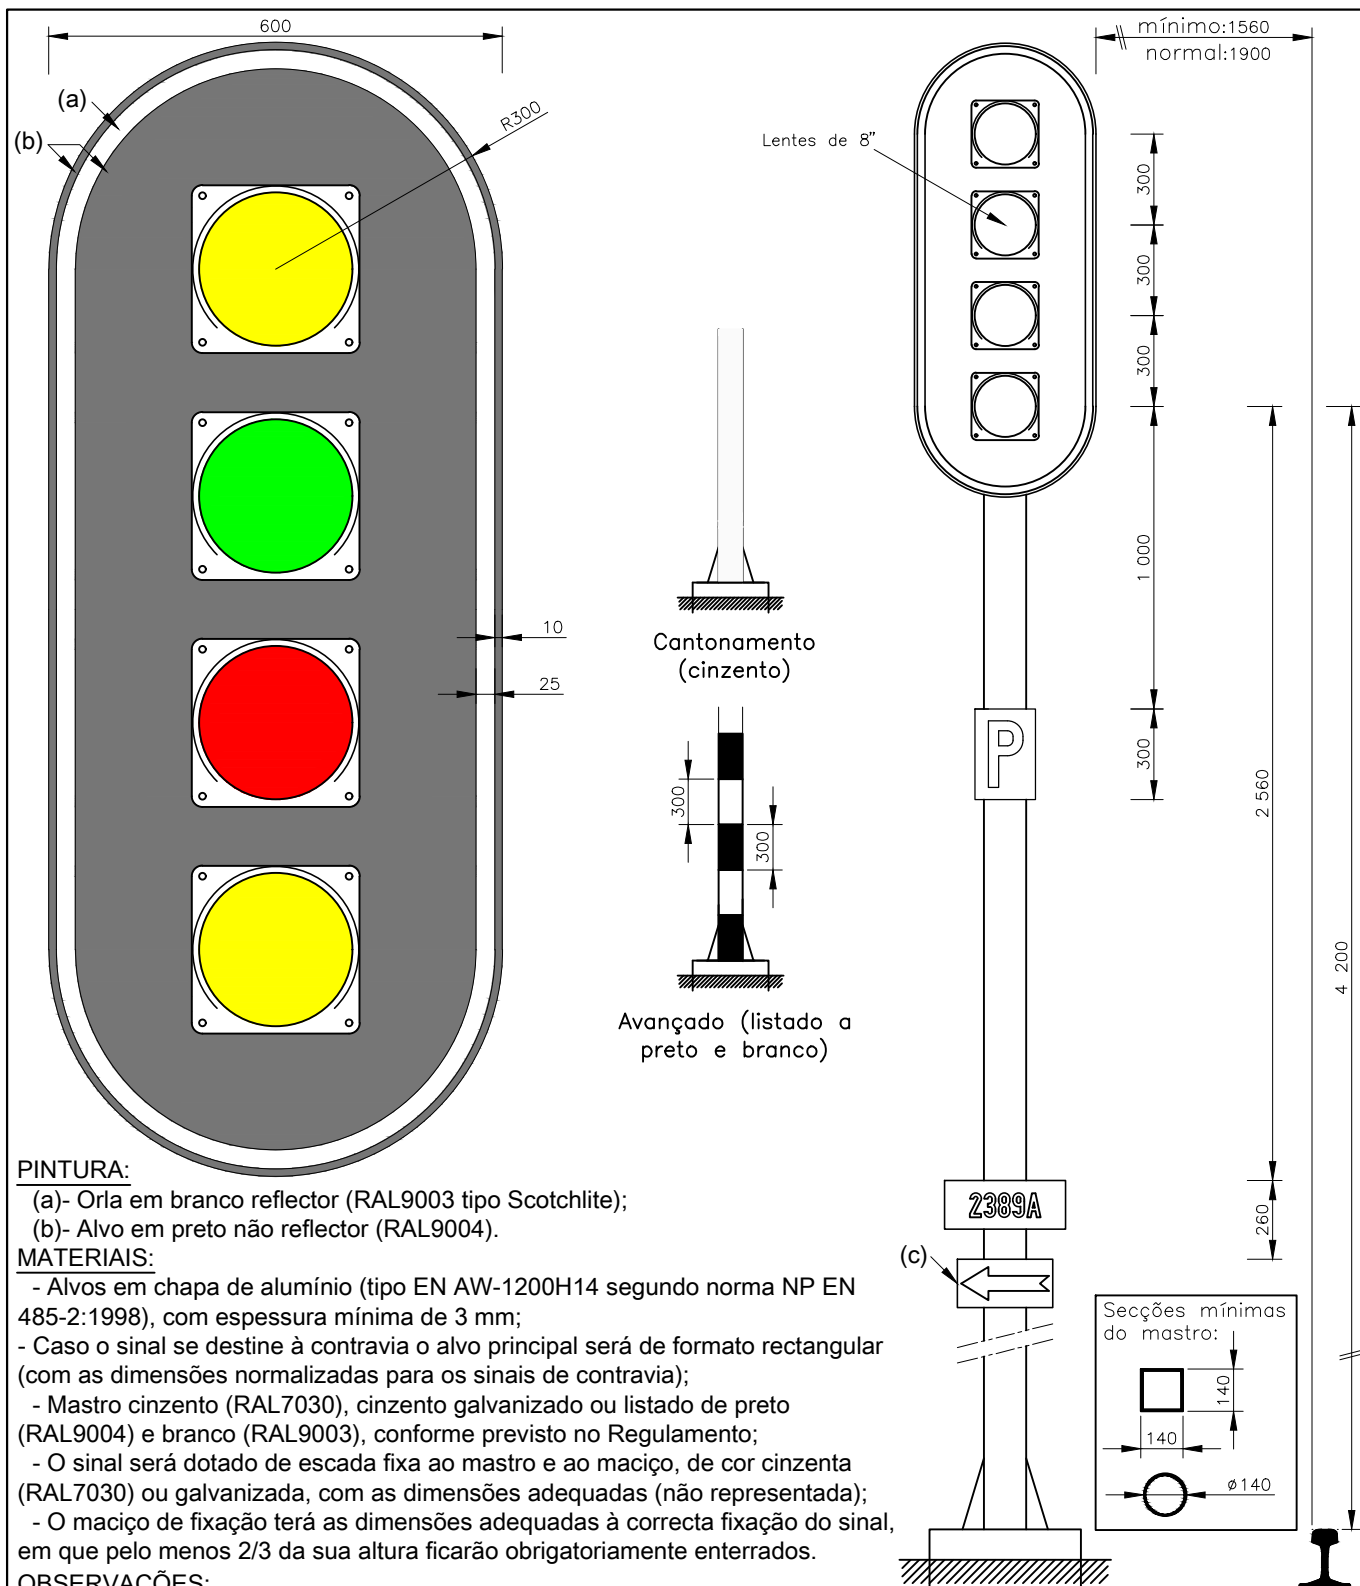 600
(a)
(b)
R300
10
25
mínimo:1560
normal:1900
Lentes de 8"
300
300
300
1 000
300
2 560
4 200
260
Cantonamento
(cinzento)
300
300
Avançado (listado a
preto e branco)
P
2389A
(c)
Secções mínimas
do mastro:
140
140
ø140
PINTURA:
(a)- Orla em branco reflector (RAL9003 tipo Scotchlite);
(b)- Alvo em preto não reflector (RAL9004).
MATERIAIS:
- Alvos em chapa de alumínio (tipo EN AW-1200H14 segundo norma NP EN
485-2:1998), com espessura mínima de 3 mm;
- Caso o sinal se destine à contravia o alvo principal será de formato rectangular
(com as dimensões normalizadas para os sinais de contravia);
- Mastro cinzento (RAL7030), cinzento galvanizado ou listado de preto
(RAL9004) e branco (RAL9003), conforme previsto no Regulamento;
- O sinal será dotado de escada fixa ao mastro e ao maciço, de cor cinzenta
(RAL7030) ou galvanizada, com as dimensões adequadas (não representada);
- O maciço de fixação terá as dimensões adequadas à correcta fixação do sinal,
em que pelo menos 2/3 da sua altura ficarão obrigatoriamente enterrados.
OBSERVAÇÕES: